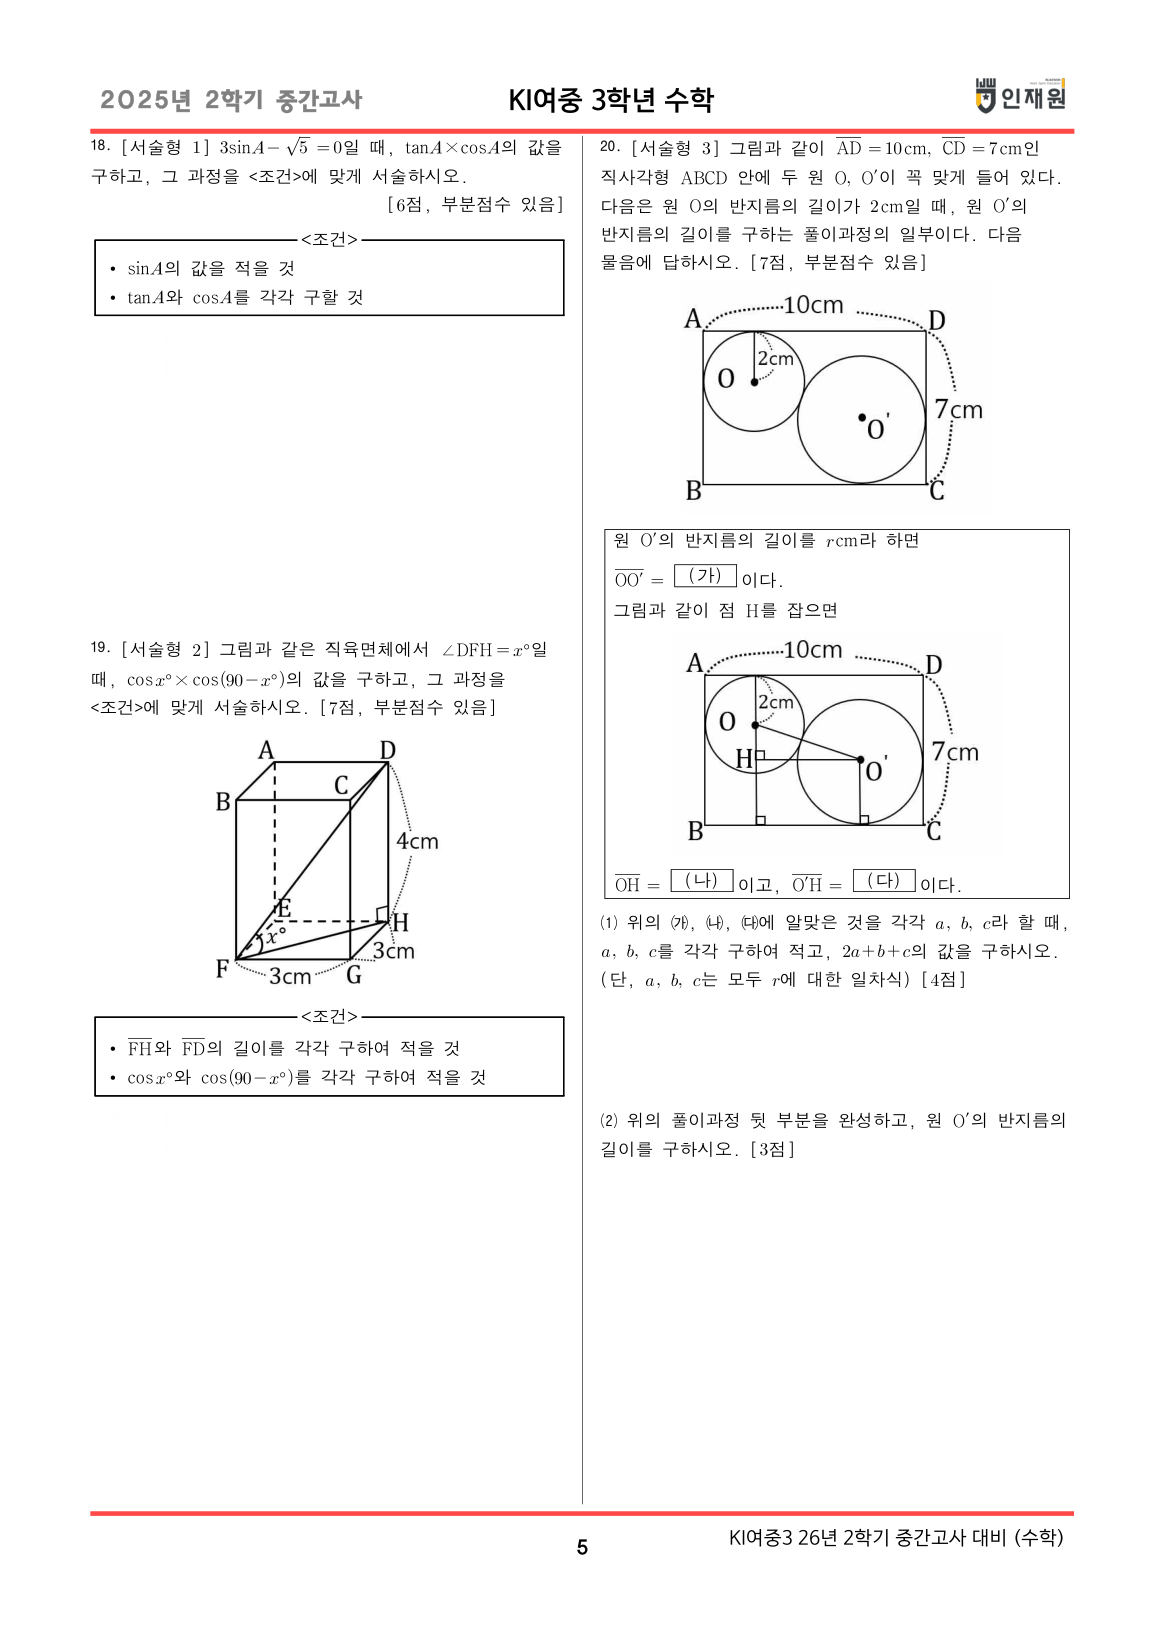 2025년 2학기 중간고사
KI여중 3학년 수학
인재원
18. [서술형 1] 3sinA－√5 ＝0일 때, tanA×cosA의 값을
구하고, 그 과정을 <조건>에 맞게 서술하시오.
[6점, 부분점수 있음]
<조건>
• sinA의 값을 적을 것
• tanA와 cosA를 각각 구할 것
19. [서술형 2] 그림과 같은 직육면체에서 ∠DFH＝x°일
때, cosx°×cos(90－x°)의 값을 구하고, 그 과정을
<조건>에 맞게 서술하시오. [7점, 부분점수 있음]
A D
B C
4cm
E
x° H
3cm
F 3cm G
<조건>
• F̅H̅와 F̅D̅의 길이를 각각 구하여 적을 것
• cosx°와 cos(90－x°)를 각각 구하여 적을 것
20. [서술형 3] 그림과 같이 A̅D̅＝10cm, C̅D̅＝7cm인
직사각형 ABCD 안에 두 원 O, O′이 꼭 맞게 들어 있다.
다음은 원 O의 반지름의 길이가 2cm일 때, 원 O′의
반지름의 길이를 구하는 풀이과정의 일부이다. 다음
물음에 답하시오. [7점, 부분점수 있음]
A 10cm D
2cm
O
7cm
O'
B C
원 O′의 반지름의 길이를 rcm라 하면
O̅O̅′＝ (가) 이다.
그림과 같이 점 H를 잡으면
A 10cm D
2cm
O
H 7cm
O'
B C
O̅H̅＝ (나) 이고, O̅′H̅＝ (다) 이다.
(1) 위의 ㈎, ㈏, ㈐에 알맞은 것을 각각 a, b, c라 할 때,
a, b, c를 각각 구하여 적고, 2a＋b＋c의 값을 구하시오.
(단, a, b, c는 모두 r에 대한 일차식) [4점]
(2) 위의 풀이과정 뒷 부분을 완성하고, 원 O′의 반지름의
길이를 구하시오. [3점]
5
KI여중3 26년 2학기 중간고사 대비 (수학)